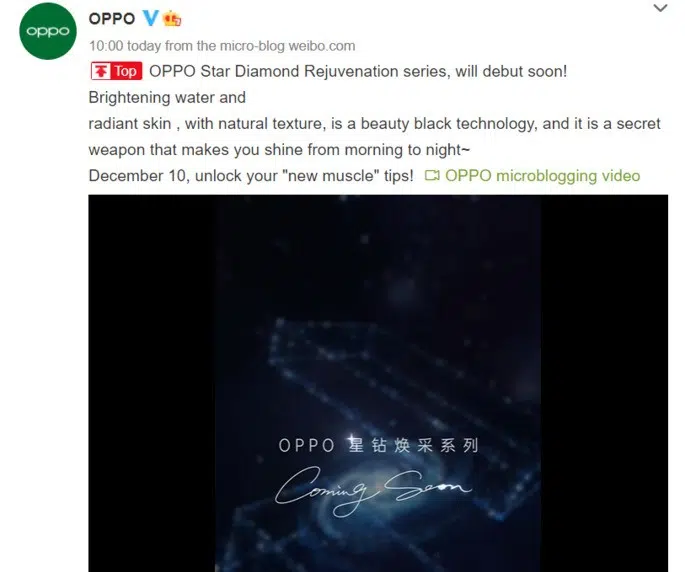 oppo
OPPO
10:00 today from the micro-blog weibo.com
Top OPPO Star Diamond Rejuvenation series, will debut soon!
Brightening water and
radiant skin , with natural texture, is a beauty black technology, and it is a secret
weapon that makes you shine from morning to night~
December 10, unlock your "new muscle" tips! OPPO microblogging video
OPPO 星钻焕采系列
Coming Soon